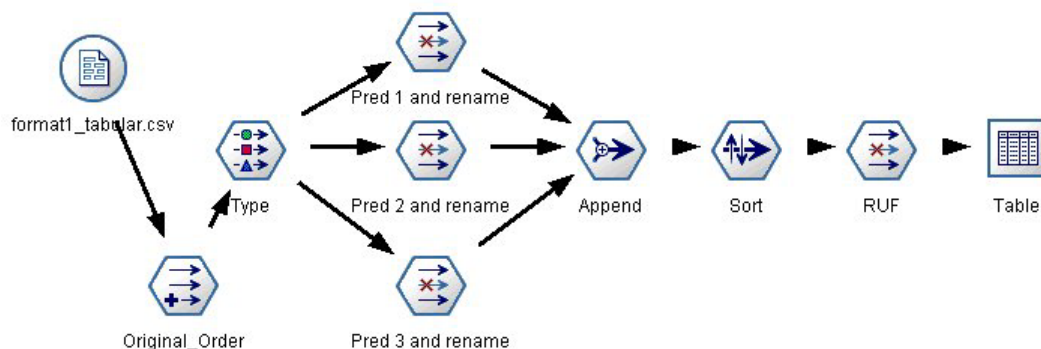 Pred 1 and rename
format1_tabular.csv
Type
Pred 2 and rename
Append
Sort
RUF
Table
Original_Order
Pred 3 and rename